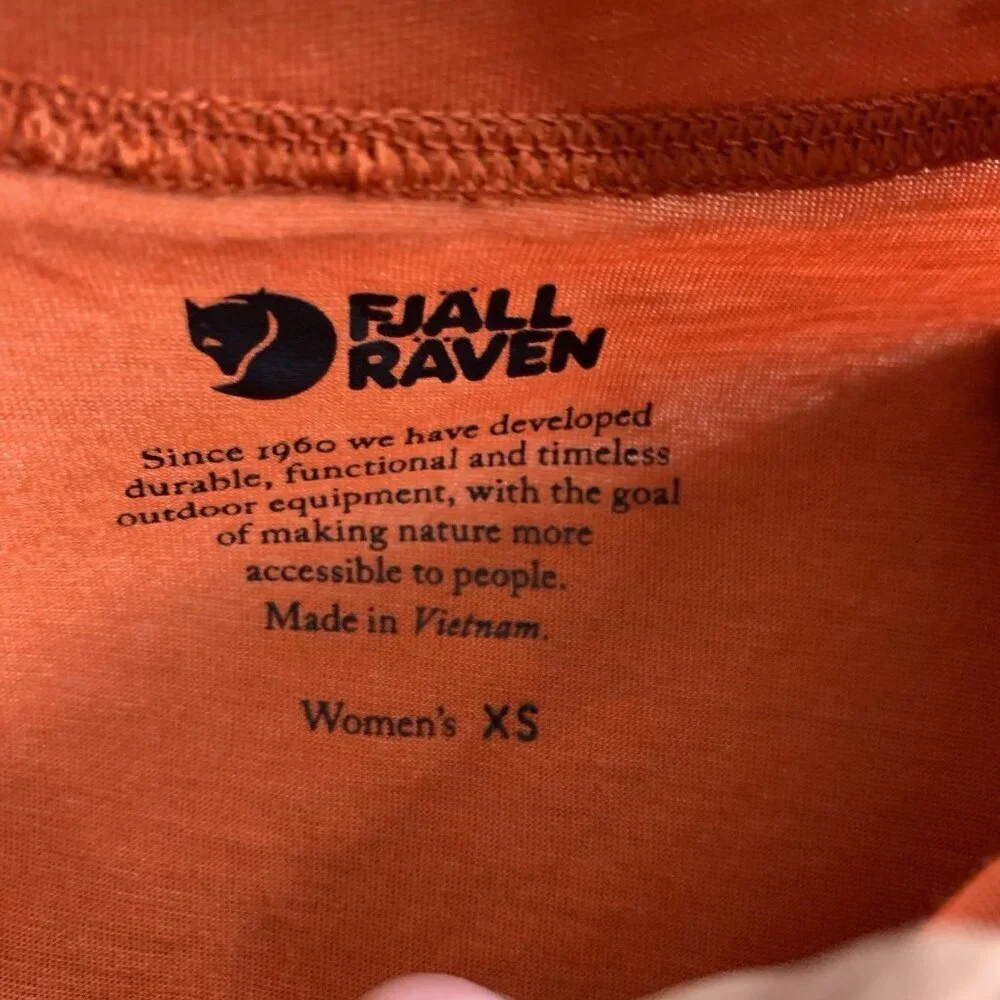 FJÄLL
RÄVEN
Since 1960 we have developed
durable, functional and timeless
outdoor equipment, with the goal
of making nature more
accessible to people.
Made in Vietnam.
Women's XS